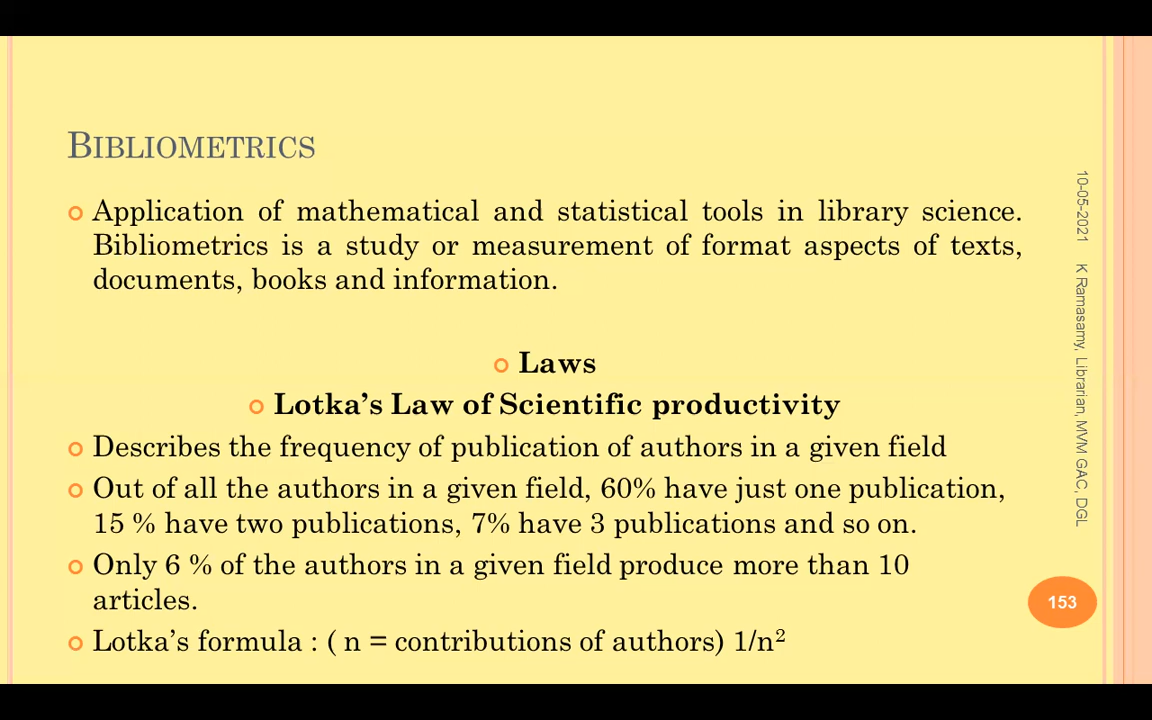 BIBLIOMETRICS
Application of mathematical and statistical tools in library science.
Bibliometrics is a study or measurement of format aspects of texts,
documents, books and information.
Laws
Lotka’s Law of Scientific productivity
Describes the frequency of publication of authors in a given field
Out of all the authors in a given field, 60% have just one publication,
15 % have two publications, 7% have 3 publications and so on.
Only 6 % of the authors in a given field produce more than 10
articles.
Lotka’s formula : ( n = contributions of authors) 1/n²
10-05-2021 K Ramasamy, Librarian, MVM GAC, DGL
153